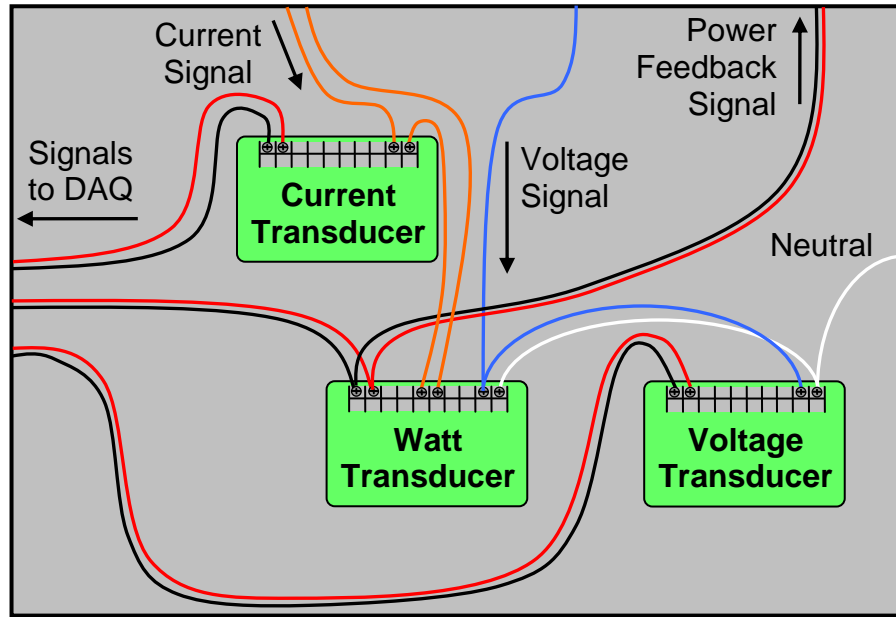 Current
Signal
Power
Feedback
Signal
Signals
to DAQ
Voltage
Signal
Current
Transducer
Neutral
Watt
Transducer
Voltage
Transducer